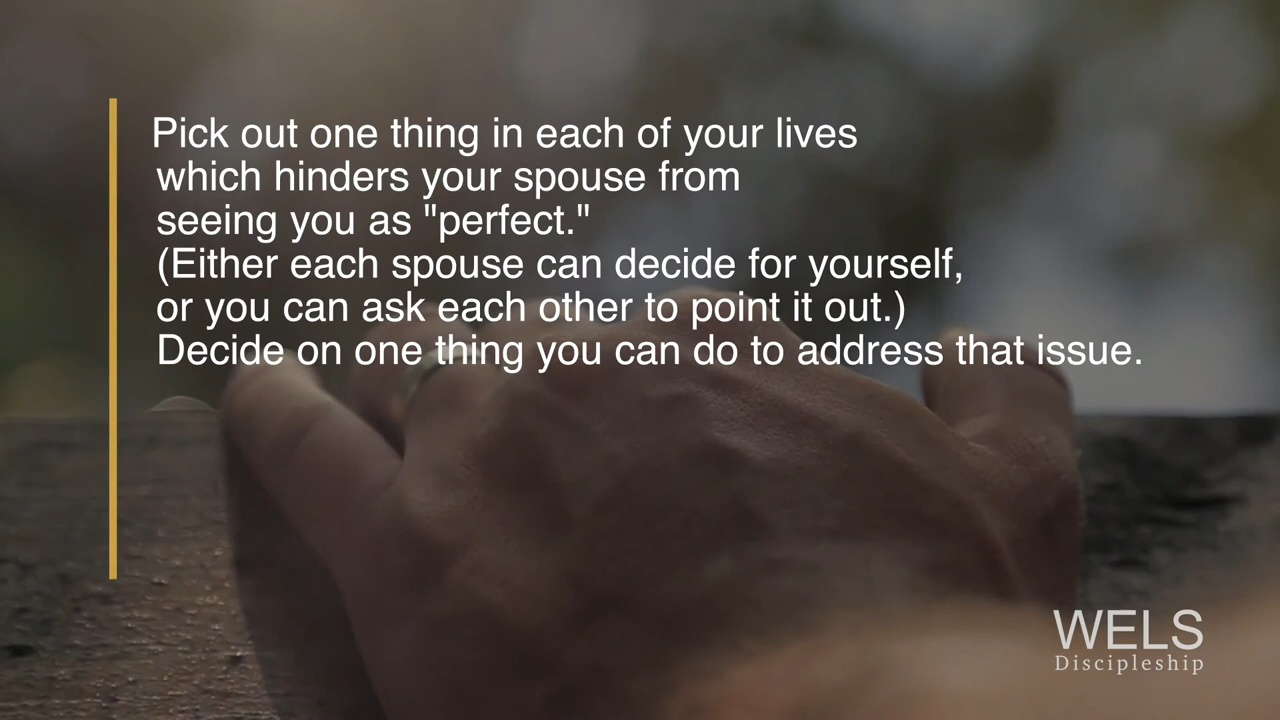 Pick out one thing in each of your lives
which hinders your spouse from
seeing you as "perfect."
(Either each spouse can decide for yourself,
or you can ask each other to point it out.)
Decide on one thing you can do to address that issue.
WELS
Discipleship